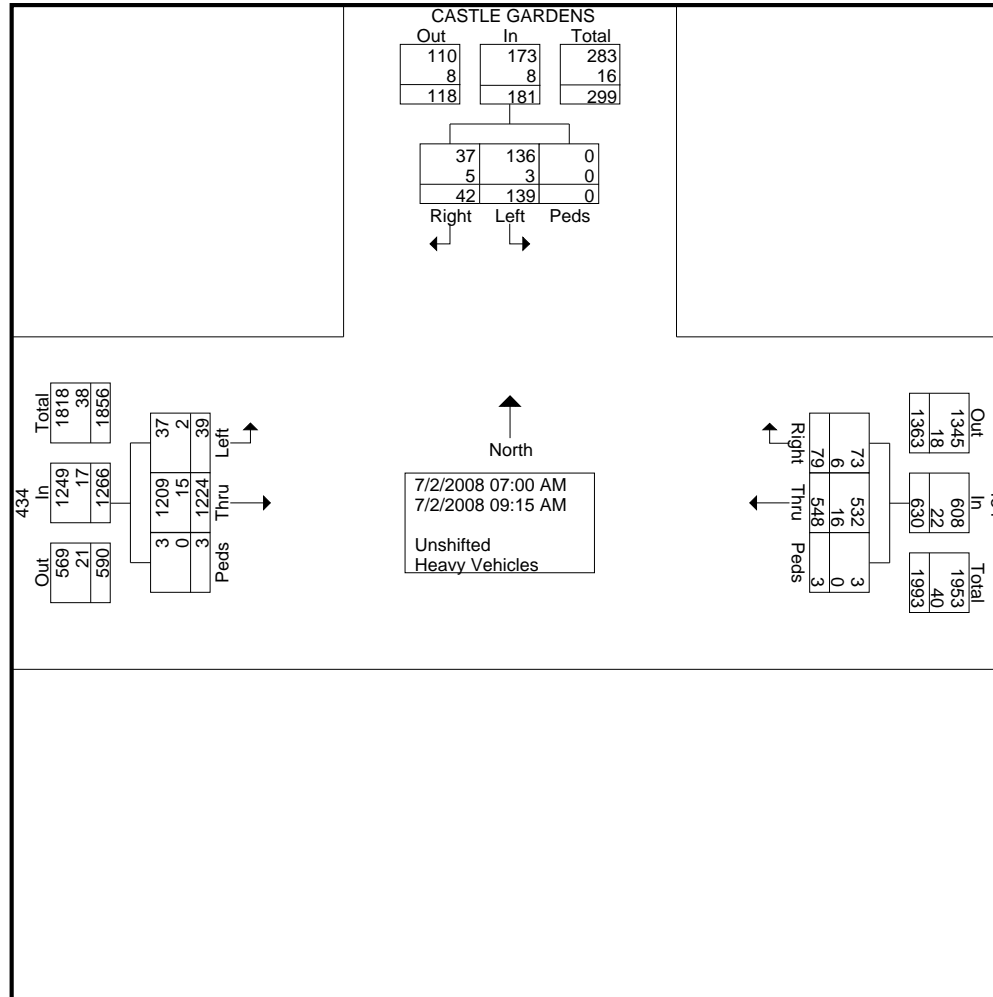 CASTLE GARDENS
Out In Total
110 173 283
8 8 16
118 181 299
37 136 0
5 3 0
42 139 0
Right Left Peds
434
Out In Total
569 1249 1818
21 17 38
590 1266 1856
37 1209 3
2 15 0
39 1224 3
Left Thru Peds
North
7/2/2008 07:00 AM
7/2/2008 09:15 AM
Unshifted
Heavy Vehicles
Out In Total
1345 608 1953
18 22 40
1363 630 1993
73 532 3
6 16 0
79 548 3
Right Thru Peds